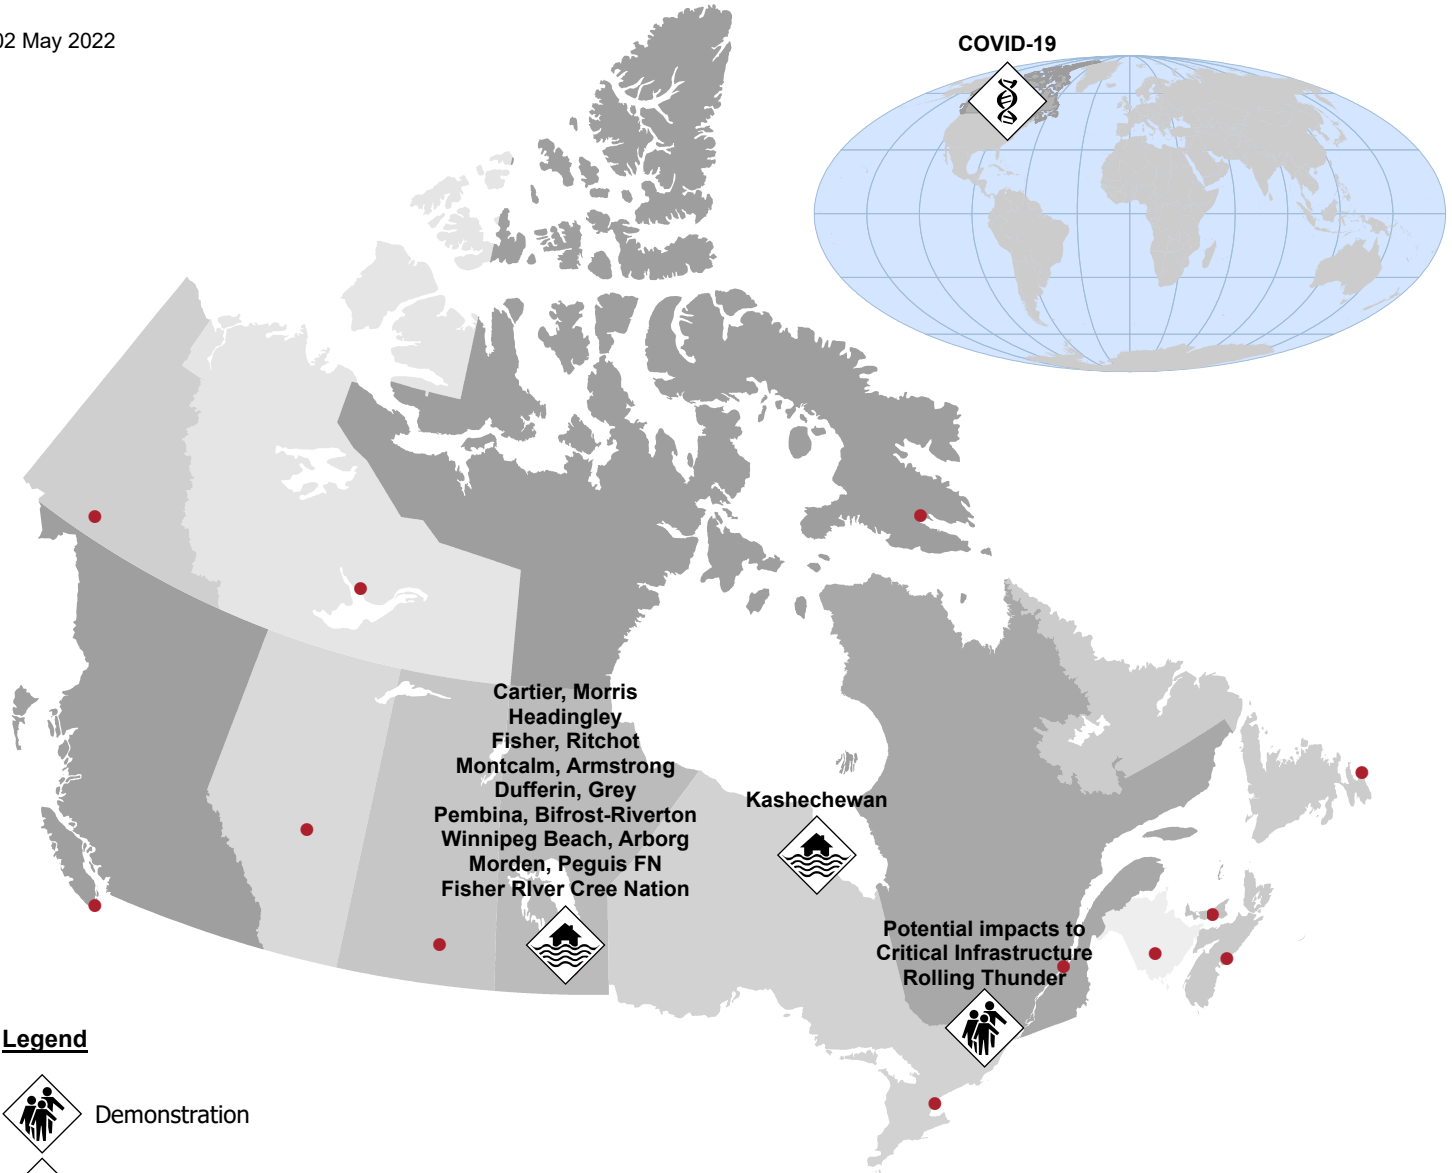 02 May 2022
COVID-19
Cartier, Morris
Headingley
Fisher, Ritchot
Montcalm, Armstrong
Dufferin, Grey
Pembina, Bifrost-Riverton
Winnipeg Beach, Arborg
Morden, Peguis FN
Fisher RIver Cree Nation
Kashechewan
Potential impacts to
Critical Infrastructure
Rolling Thunder
Legend
Demonstration